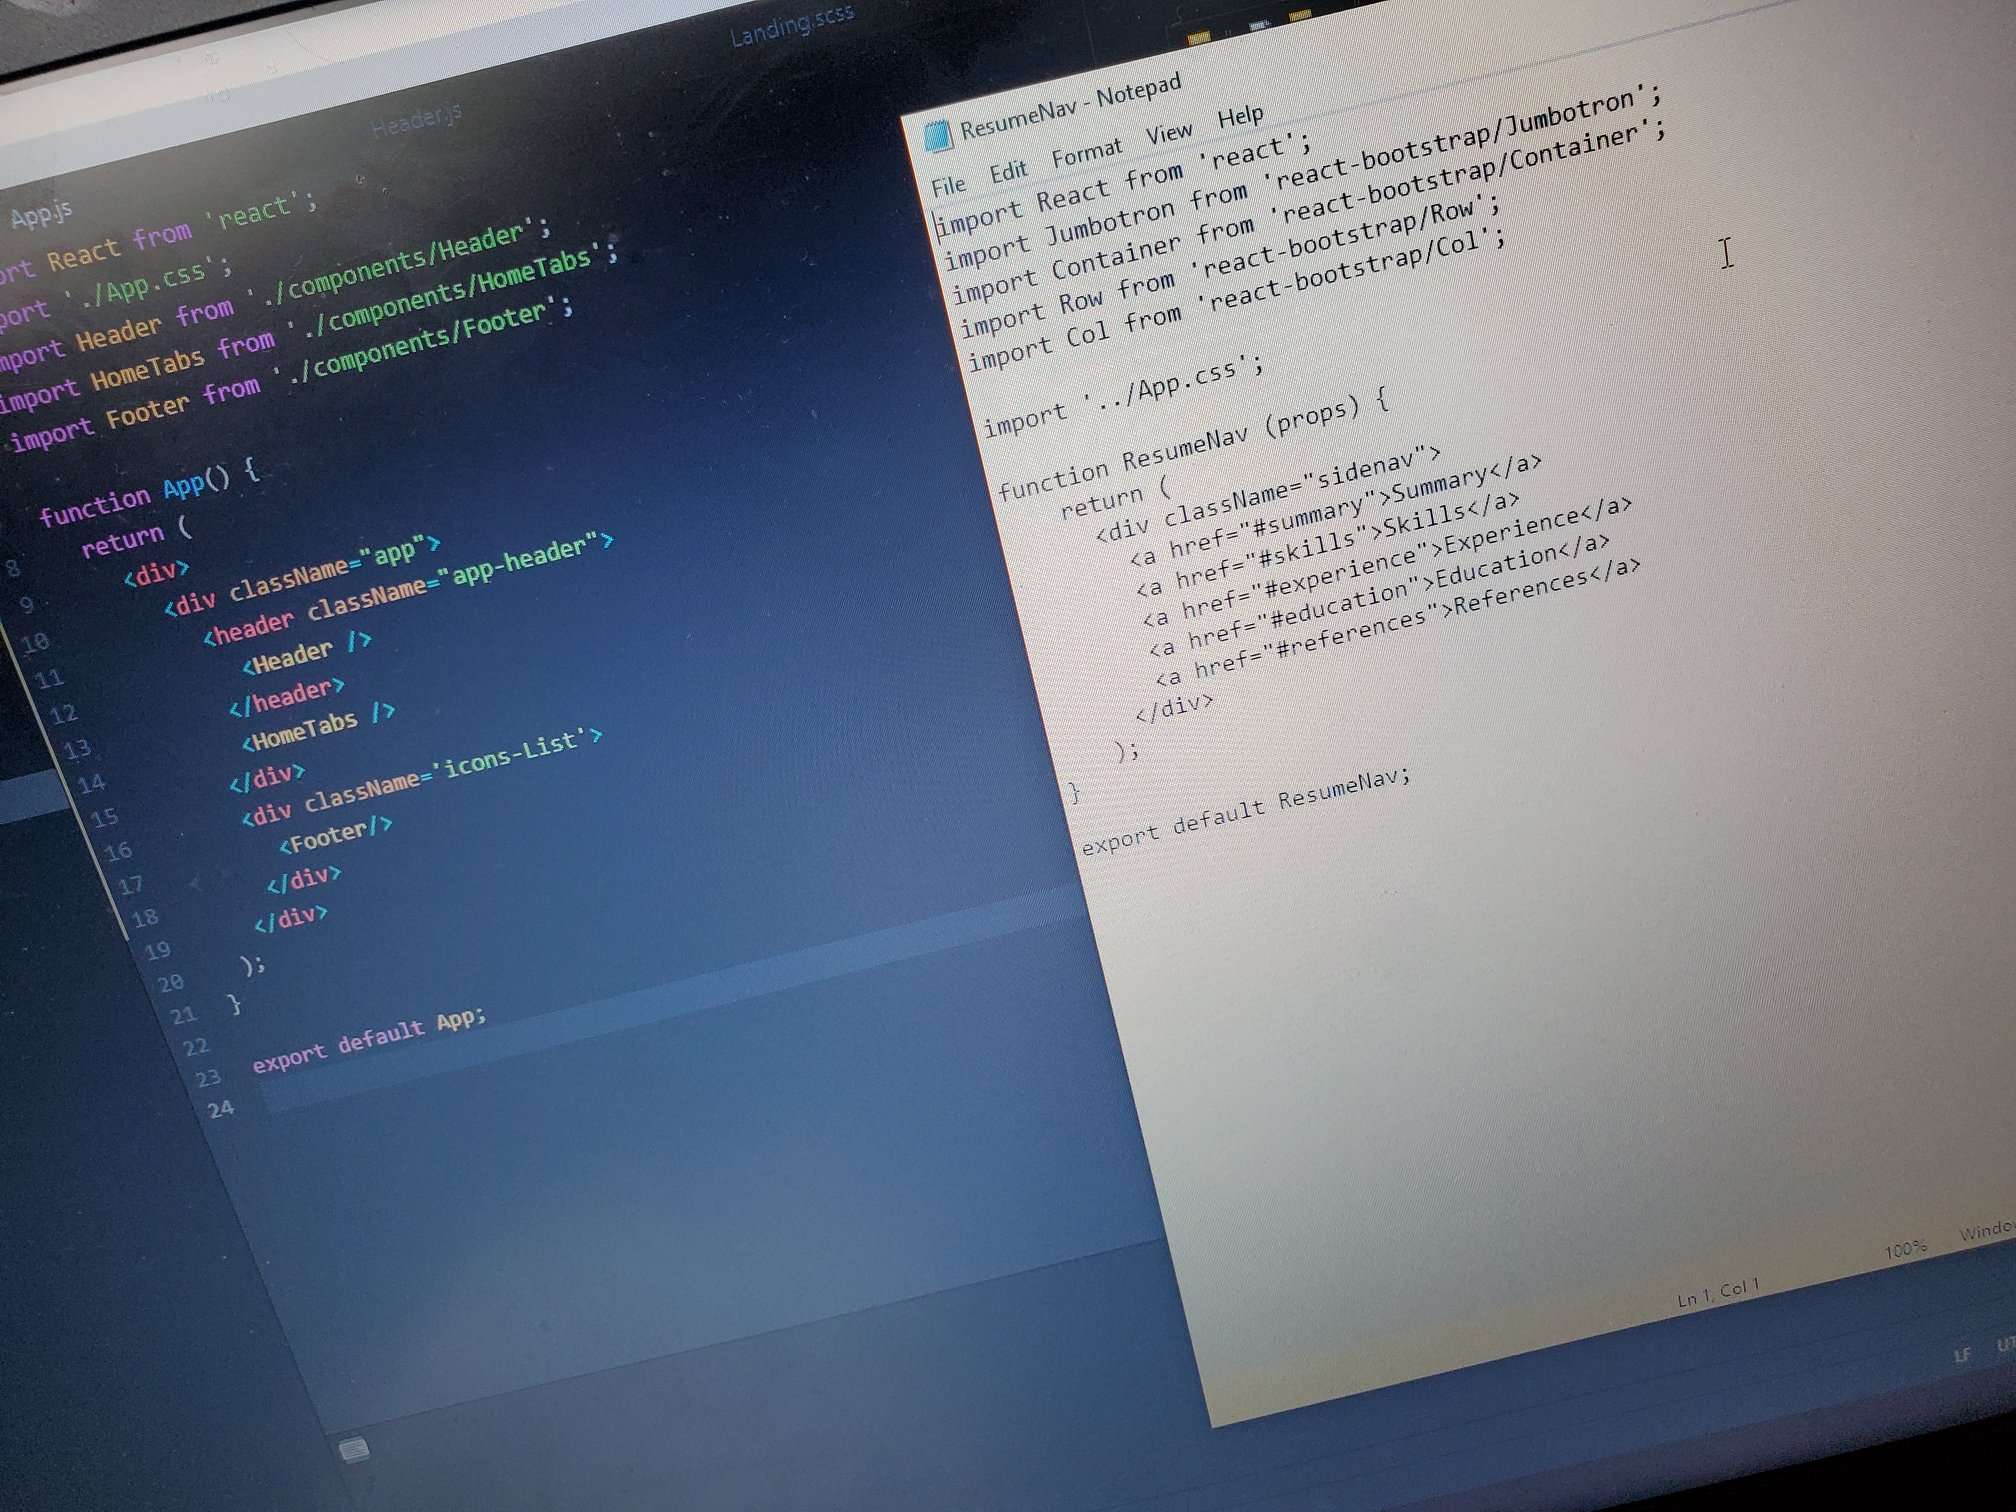 Landing.scss
Header.js
App.js
ort React from 'react';
port './App.css';
mport Header from './components/Header';
import HomeTabs from './components/HomeTabs';
import Footer from './components/Footer';
function App() {
8 return (
9 <div>
10 <div className="app">
11 <header className="app-header">
12 <Header />
13 </header>
14 <HomeTabs />
15 </div>
16 <div className='icons-List'>
17 <Footer/>
18 </div>
19 </div>
20 );
21 }
22
23 export default App;
24
ResumeNav - Notepad
File Edit Format View Help
import React from 'react';
import Jumbotron from 'react-bootstrap/Jumbotron';
import Container from 'react-bootstrap/Container';
import Row from 'react-bootstrap/Row';
import Col from 'react-bootstrap/Col';
import '../App.css';
function ResumeNav (props) {
return (
<div className="sidenav">
<a href="#summary">Summary</a>
<a href="#skills">Skills</a>
<a href="#experience">Experience</a>
<a href="#education">Education</a>
<a href="#references">References</a>
</div>
);
}
export default ResumeNav;
Ln 1, Col 1 100% Windo
LF UT